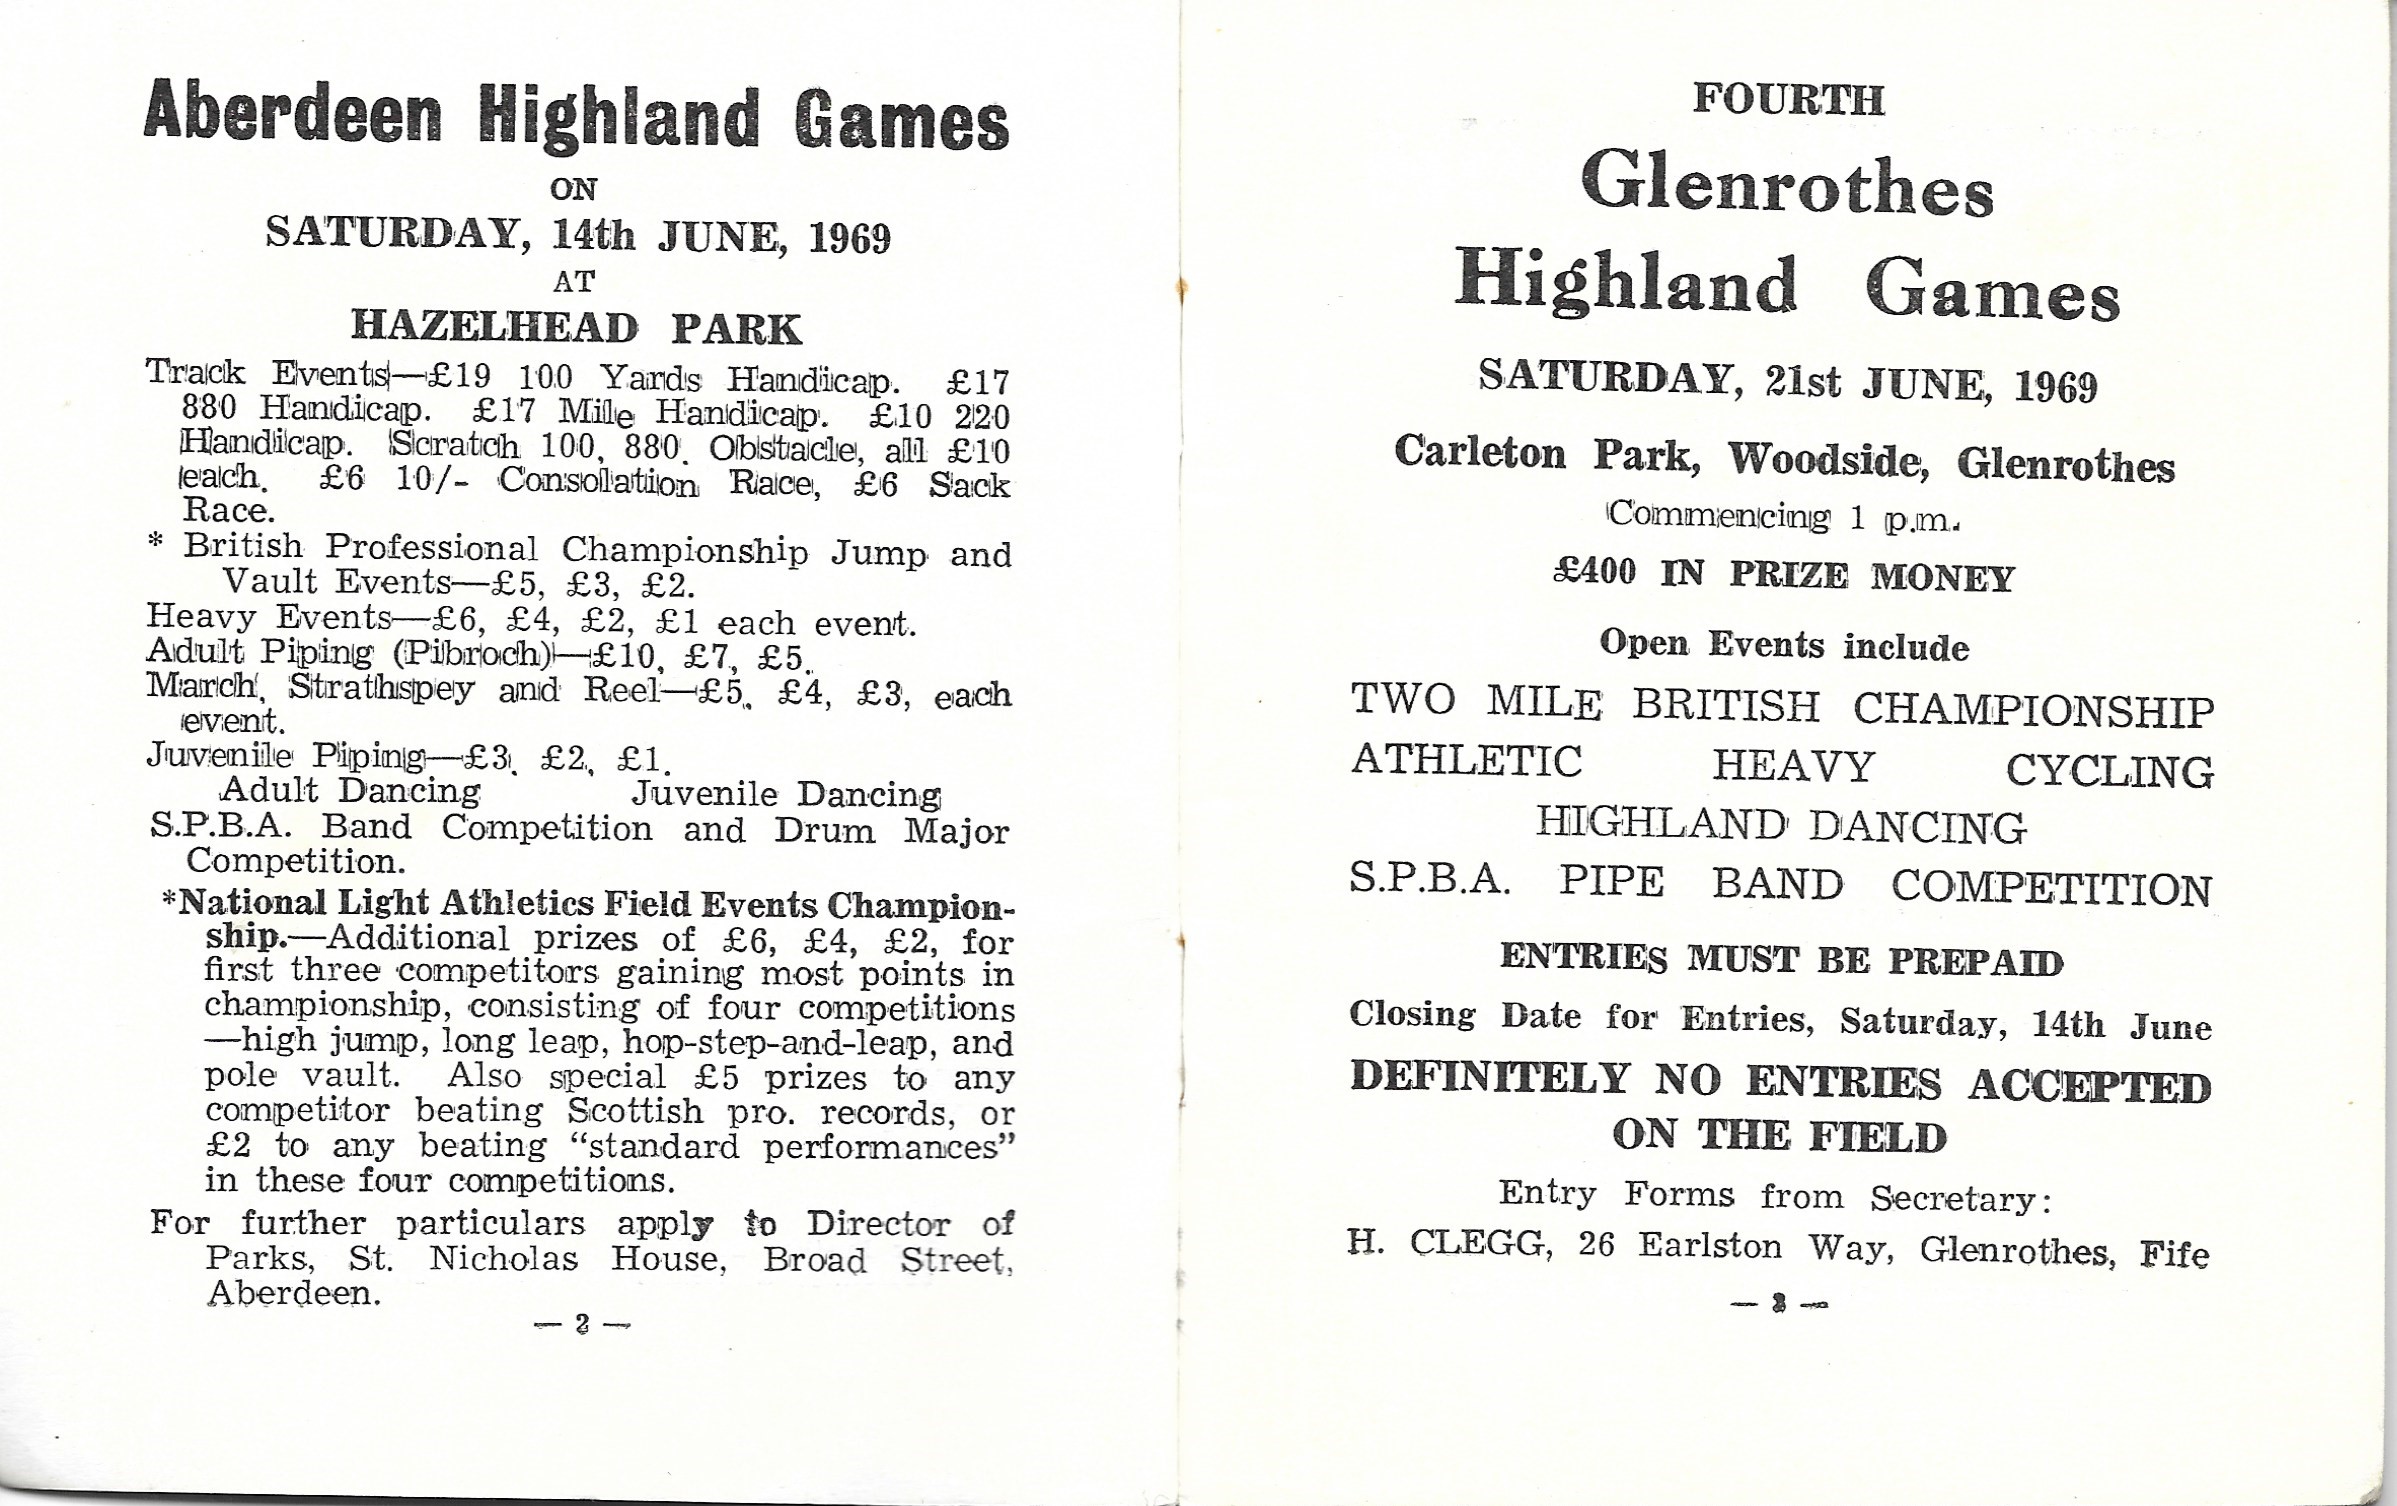 Aberdeen Highland Games
ON
SATURDAY, 14th JUNE, 1969
AT
HAZELHEAD PARK
Track Events—£19 100 Yards Handicap. £17
880 Handicap. £17 Mile Handicap. £10 220
Handicap. Scratch 100, 880. Obstacle, all £10
each. £6 10/- Consolation Race, £6 Sack
Race.
* British Professional Championship Jump and
Vault Events—£5, £3, £2.
Heavy Events—£6, £4, £2, £1 each event.
Adult Piping (Pibroch)—£10, £7, £5.
March, Strathspey and Reel—£5, £4, £3, each
event.
Juvenile Piping—£3, £2, £1.
Adult Dancing Juvenile Dancing
S.P.B.A. Band Competition and Drum Major
Competition.
*National Light Athletics Field Events Champion-
ship.—Additional prizes of £6, £4, £2, for
first three competitors gaining most points in
championship, consisting of four competitions
—high jump, long leap, hop-step-and-leap, and
pole vault. Also special £5 prizes to any
competitor beating Scottish pro. records, or
£2 to any beating “standard performances”
in these four competitions.
For further particulars apply to Director of
Parks, St. Nicholas House, Broad Street,
Aberdeen.
— 2 —
FOURTH
Glenrothes
Highland Games
SATURDAY, 21st JUNE, 1969
Carleton Park, Woodside, Glenrothes
Commencing 1 p.m.
£400 IN PRIZE MONEY
Open Events include
TWO MILE BRITISH CHAMPIONSHIP
ATHLETIC HEAVY CYCLING
HIGHLAND DANCING
S.P.B.A. PIPE BAND COMPETITION
ENTRIES MUST BE PREPAID
Closing Date for Entries, Saturday, 14th June
DEFINITELY NO ENTRIES ACCEPTED
ON THE FIELD
Entry Forms from Secretary:
H. CLEGG, 26 Earlston Way, Glenrothes, Fife
— 3 —